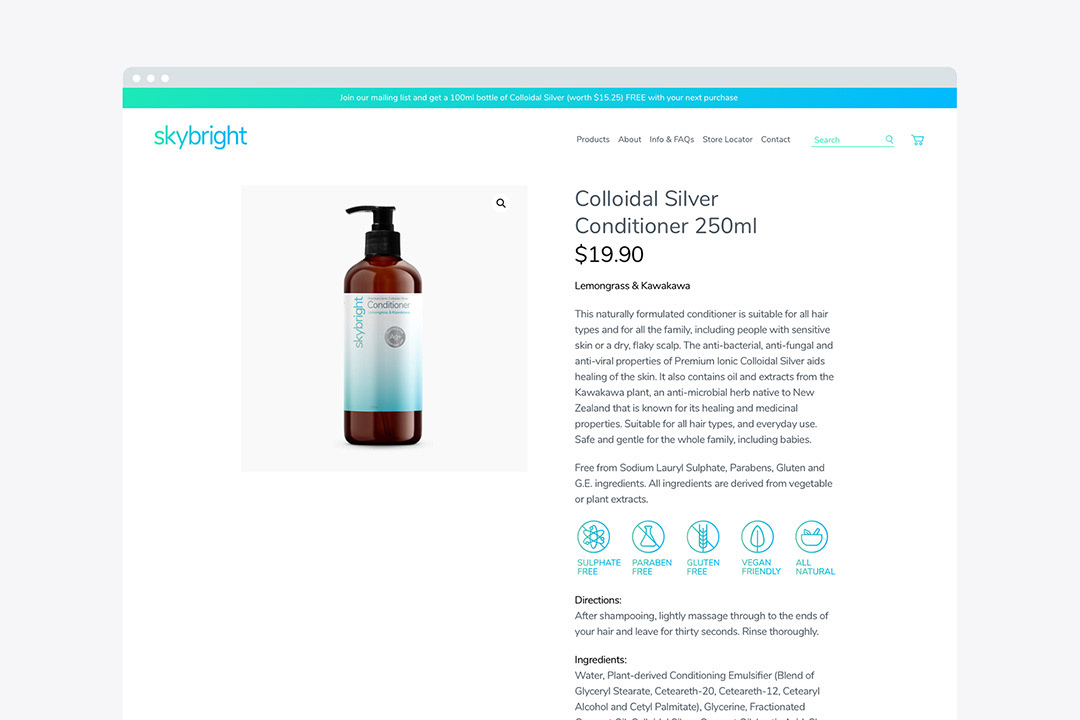 Join our mailing list and get a 100ml bottle of Colloidal Silver (worth $15.25) FREE with your next purchase
skybright
Products About Info & FAQs Store Locator Contact Search
Colloidal Silver
Conditioner 250ml
$19.90
skybright
Conditioner
Lemongrass & Kawakawa
Lemongrass & Kawakawa
This naturally formulated conditioner is suitable for all hair
types and for all the family, including people with sensitive
skin or a dry, flaky scalp. The anti-bacterial, anti-fungal and
anti-viral properties of Premium Ionic Colloidal Silver aids
healing of the skin. It also contains oil and extracts from the
Kawakawa plant, an anti-microbial herb native to New
Zealand that is known for its healing and medicinal
properties. Suitable for all hair types, and everyday use.
Safe and gentle for the whole family, including babies.
Free from Sodium Lauryl Sulphate, Parabens, Gluten and
G.E. ingredients. All ingredients are derived from vegetable
or plant extracts.
SULPHATE FREE
PARABEN FREE
GLUTEN FREE
VEGAN FRIENDLY
ALL NATURAL
Directions:
After shampooing, lightly massage through to the ends of
your hair and leave for thirty seconds. Rinse thoroughly.
Ingredients:
Water, Plant-derived Conditioning Emulsifier (Blend of
Glyceryl Stearate, Ceteareth-20, Ceteareth-12, Cetearyl
Alcohol and Cetyl Palmitate), Glycerine, Fractionated